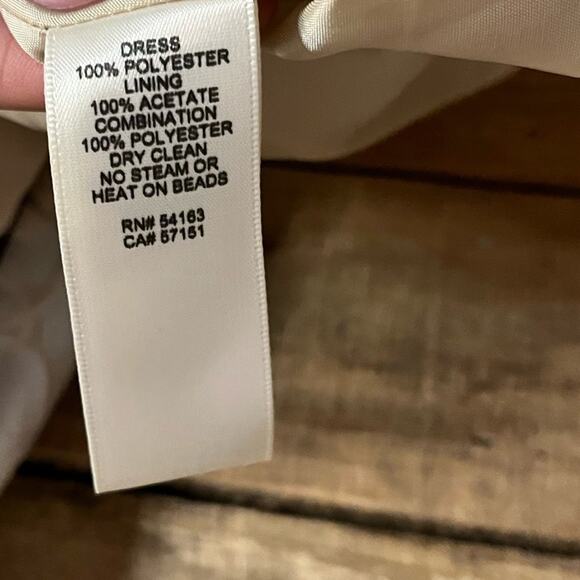 DRESS
100% POLYESTER
LINING
100% ACETATE
COMBINATION
100% POLYESTER
DRY CLEAN
NO STEAM OR
HEAT ON BEADS
RN# 54163
CA# 57151